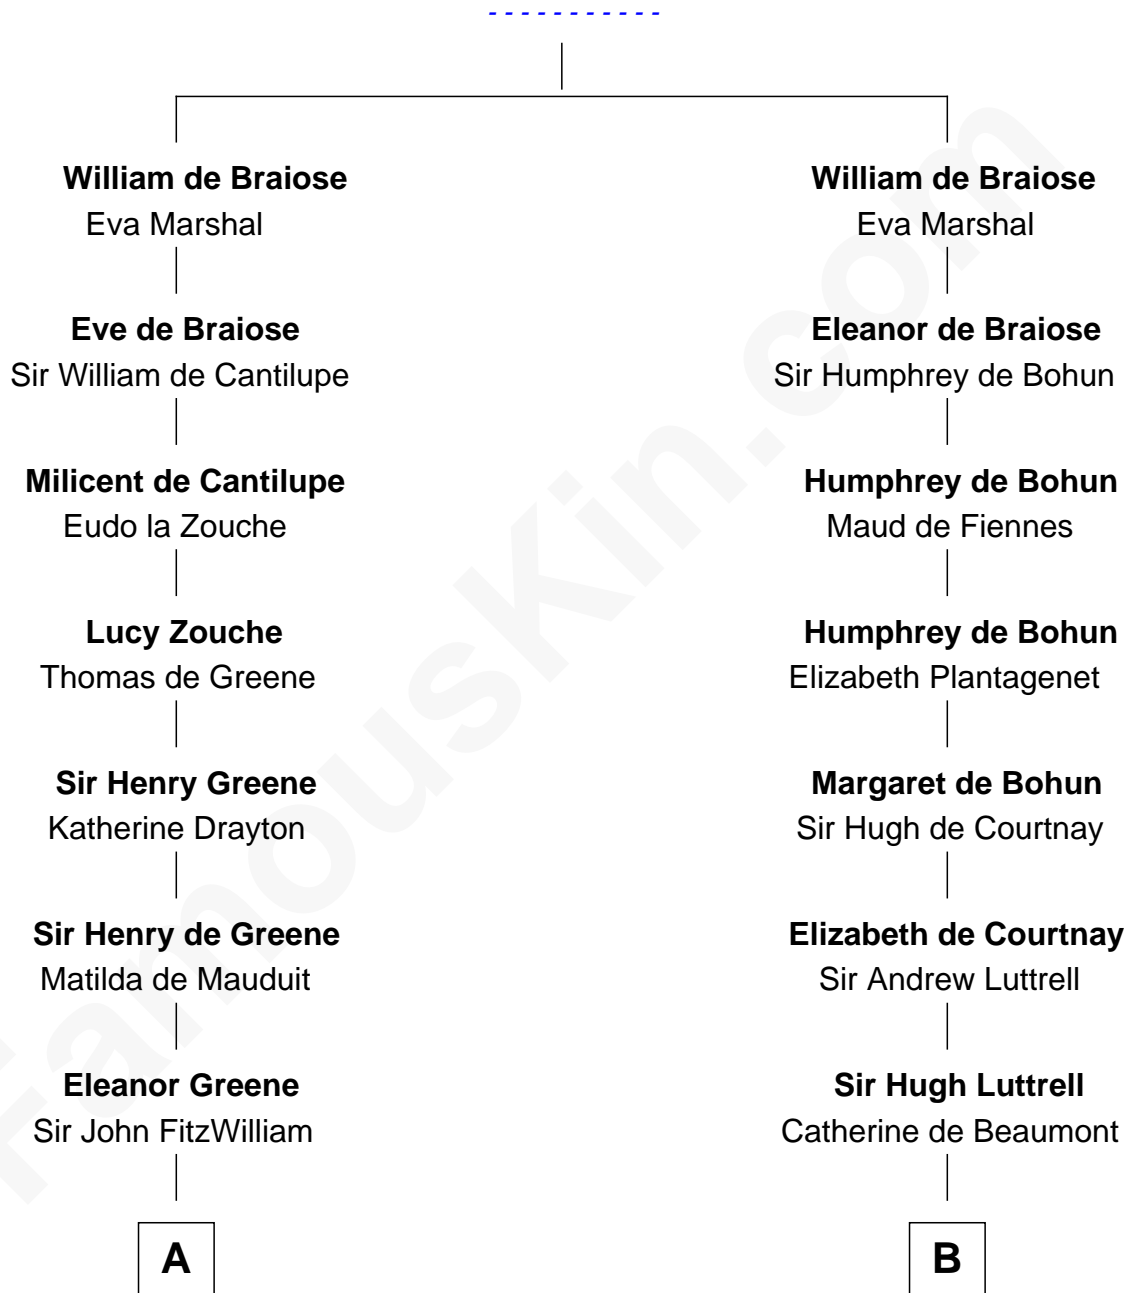 - - - - - - - - - - -
William de Braiose
Eva Marshal
Eve de Braiose
Sir William de Cantilupe
Milicent de Cantilupe
Eudo la Zouche
Lucy Zouche
Thomas de Greene
Sir Henry Greene
Katherine Drayton
Sir Henry de Greene
Matilda de Mauduit
Eleanor Greene
Sir John FitzWilliam
A
William de Braiose
Eva Marshal
Eleanor de Braiose
Sir Humphrey de Bohun
Humphrey de Bohun
Maud de Fiennes
Humphrey de Bohun
Elizabeth Plantagenet
Margaret de Bohun
Sir Hugh de Courtnay
Elizabeth de Courtnay
Sir Andrew Luttrell
Sir Hugh Luttrell
Catherine de Beaumont
B
FamousKin.com